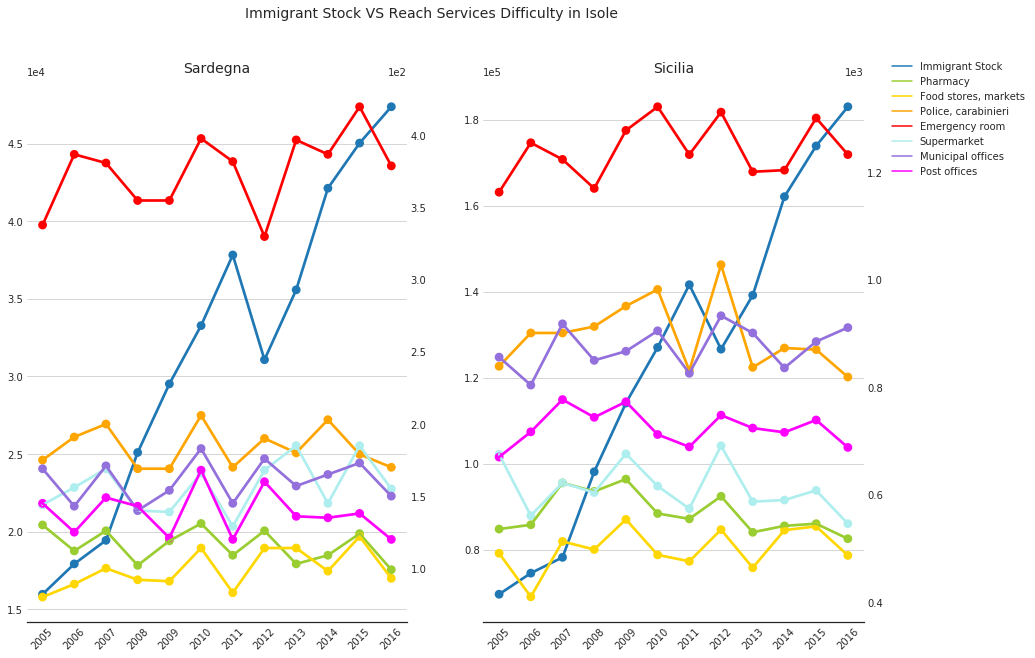 Immigrant Stock VS Reach Services Difficulty in Isole
Sardegna
1e4
1e2
4.5
4.0
3.5
3.0
2.5
2.0
1.5
4.0
3.5
3.0
2.5
2.0
1.5
1.0
2005 2006 2007 2008 2009 2010 2011 2012 2013 2014 2015 2016
Sicilia
1e5
1e3
1.8
1.6
1.4
1.2
1.0
0.8
1.2
1.0
0.8
0.6
0.4
2005 2006 2007 2008 2009 2010 2011 2012 2013 2014 2015 2016
Immigrant Stock
Pharmacy
Food stores, markets
Police, carabinieri
Emergency room
Supermarket
Municipal offices
Post offices